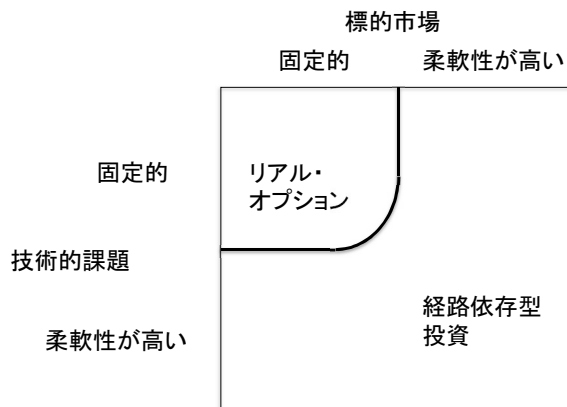 標的市場
固定的
柔軟性が高い
固定的
リアル・
オプション
技術的課題
経路依存型
投資
柔軟性が高い